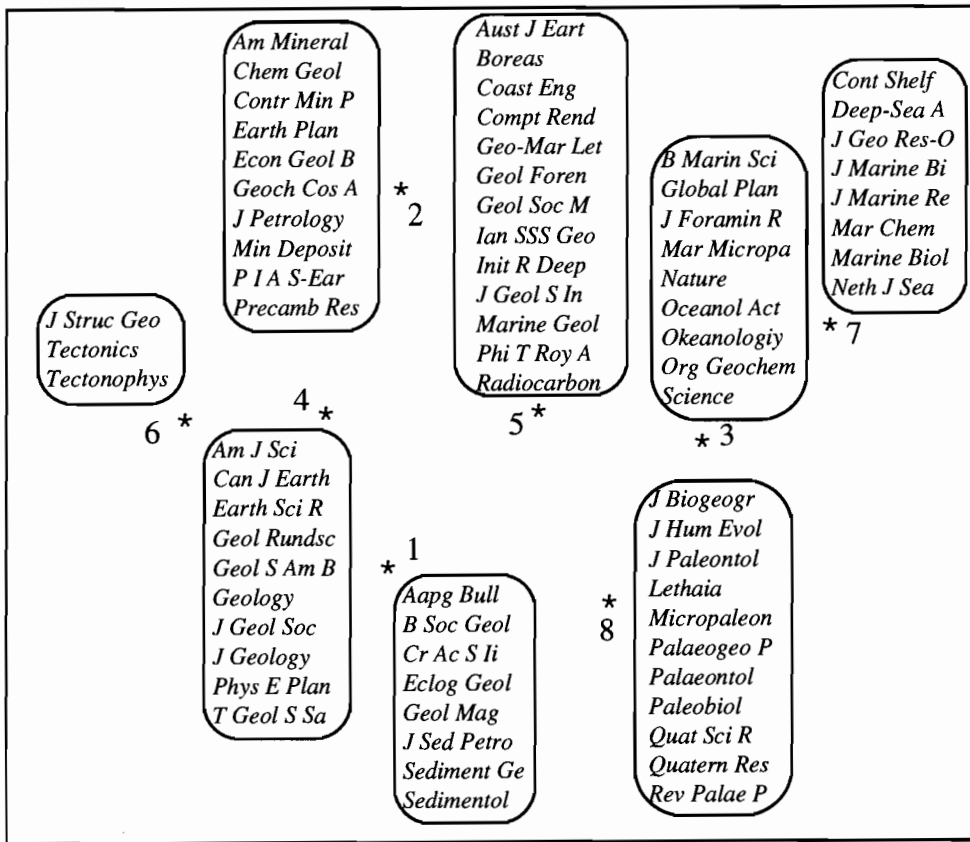 Am Mineral
Chem Geol
Contr Min P
Earth Plan
Econ Geol B
Geoch Cos A
J Petrology
Min Deposit
P I A S-Ear
Precamb Res
* 2
Aust J Eart
Boreas
Coast Eng
Compt Rend
Geo-Mar Let
Geol Foren
Geol Soc M
Ian SSS Geo
Init R Deep
J Geol S In
Marine Geol
Phi T Roy A
Radiocarbon
5 *
B Marin Sci
Global Plan
J Foramin R
Mar Micropa
Nature
Oceanol Act
Okeanologiy
Org Geochem
Science
* 3
Cont Shelf
Deep-Sea A
J Geo Res-O
J Marine Bi
J Marine Re
Mar Chem
Marine Biol
Neth J Sea
* 7
J Struc Geo
Tectonics
Tectonophys
6 *
4 *
Am J Sci
Can J Earth
Earth Sci R
Geol Rundsc
Geol S Am B
Geology
J Geol Soc
J Geology
Phys E Plan
T Geol S Sa
* 1
Aapg Bull
B Soc Geol
Cr Ac S Ii
Eclog Geol
Geol Mag
J Sed Petro
Sediment Ge
Sedimentol
* 8
J Biogeogr
J Hum Evol
J Paleontol
Lethaia
Micropaleon
Palaeogeo P
Palaeontol
Paleobiol
Quat Sci R
Quatern Res
Rev Palae P